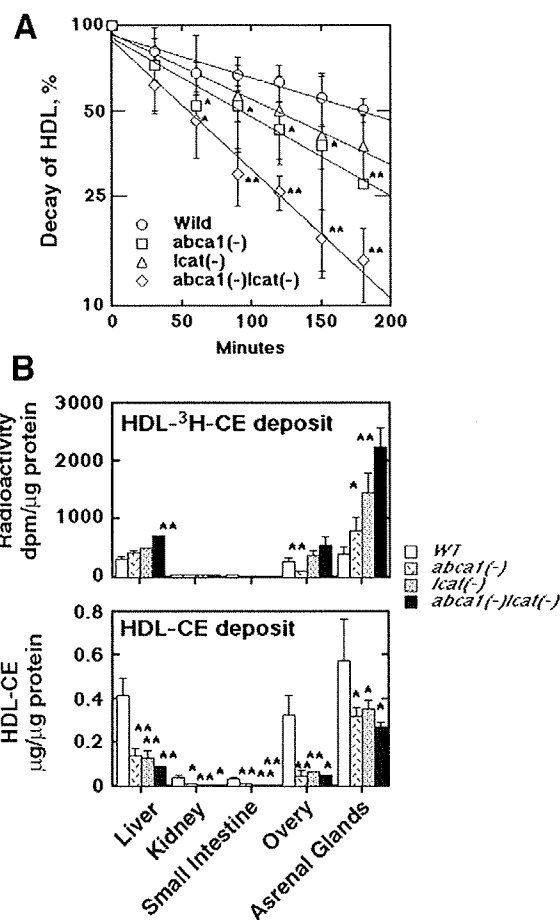 A
Decay of HDL, %
100
50
25
10
Wild
abca1(-)
lcat(-)
abca1(-)lcat(-)
0
50
100
150
200
Minutes
B
Radioactivity
dpm/µg protein
3000
2000
1000
0
HDL-³H-CE deposit
WT
abca1(-)
lcat(-)
abca1(-)lcat(-)
HDL-CE
µg/µg protein
0.8
0.6
0.4
0.2
0
HDL-CE deposit
Liver
Kidney
Small Intestine
Overy
Asrenal Glands